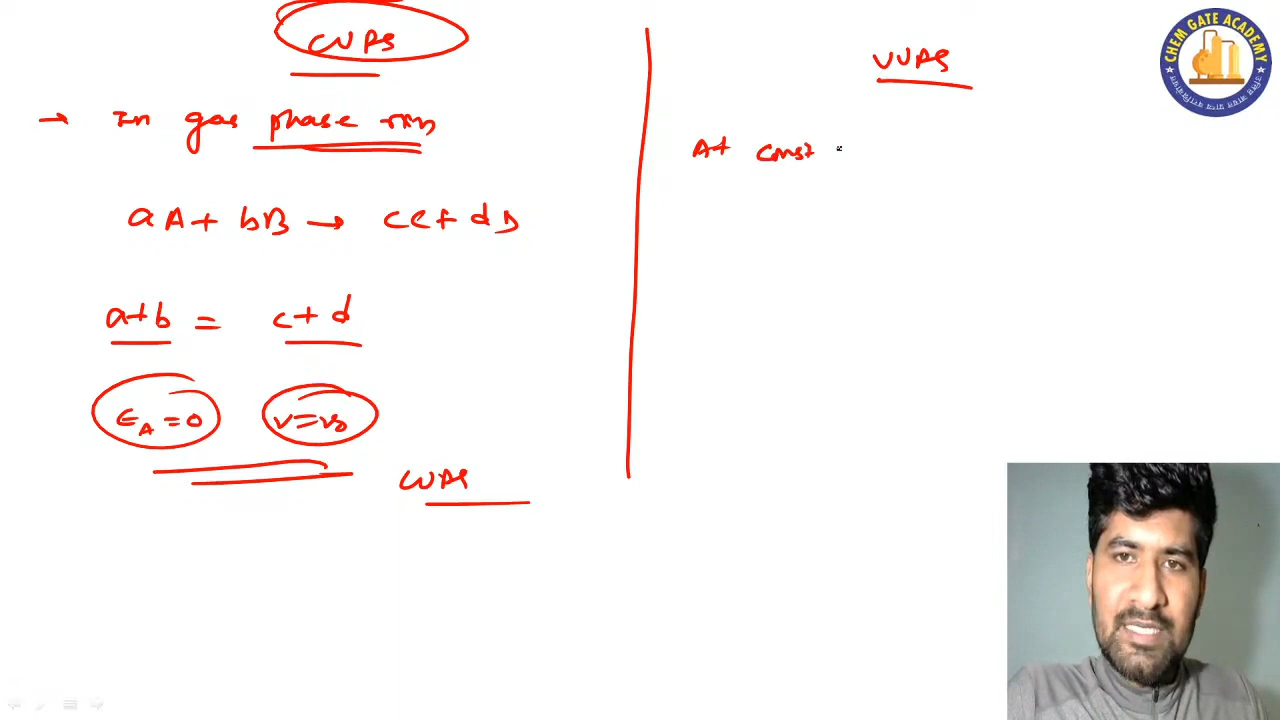 CVRS
→ In gas phase rxn
aA + bB → cC + dD
a+b = c+d
ϵA = 0 V=V0
CVRS
VVRS
At const
CHEM GATE ACADEMY